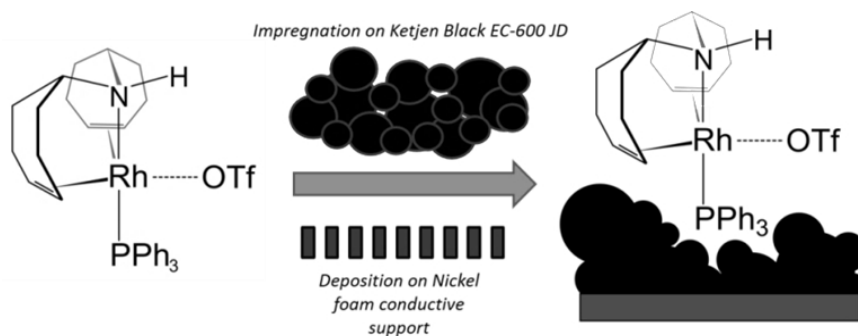 Impregnation on Ketjen Black EC-600 JD
N
H
Rh
OTf
PPh3
Deposition on Nickel
foam conductive
support
N
H
Rh
OTf
PPh3